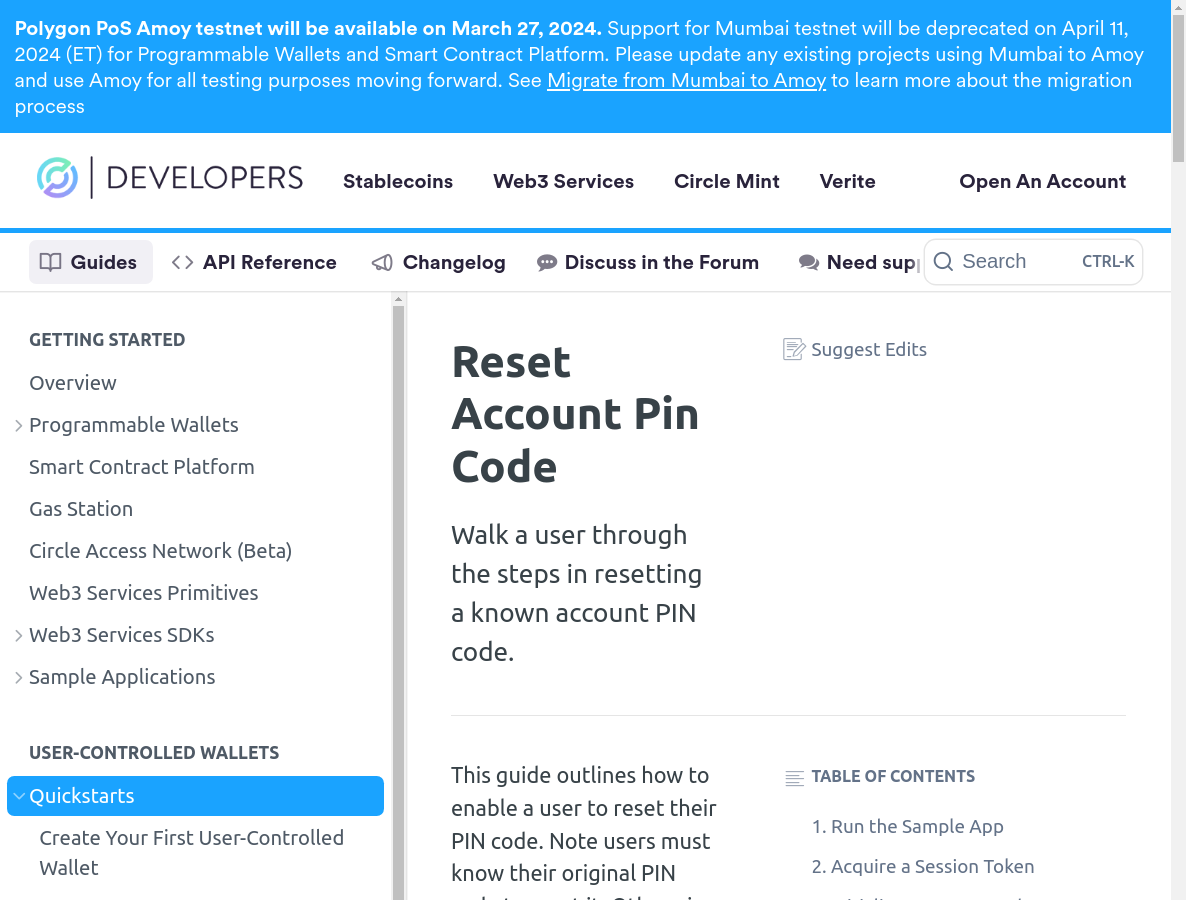 Polygon PoS Amoy testnet will be available on March 27, 2024. Support for Mumbai testnet will be deprecated on April 11,
2024 (ET) for Programmable Wallets and Smart Contract Platform. Please update any existing projects using Mumbai to Amoy
and use Amoy for all testing purposes moving forward. See Migrate from Mumbai to Amoy to learn more about the migration
process
DEVELOPERS
Stablecoins
Web3 Services
Circle Mint
Verite
Open An Account
Guides
API Reference
Changelog
Discuss in the Forum
Need sup
Search
CTRL-K
GETTING STARTED
Overview
Programmable Wallets
Smart Contract Platform
Gas Station
Circle Access Network (Beta)
Web3 Services Primitives
Web3 Services SDKs
Sample Applications
USER-CONTROLLED WALLETS
Quickstarts
Create Your First User-Controlled
Wallet
Reset
Account Pin
Code
Suggest Edits
Walk a user through
the steps in resetting
a known account PIN
code.
This guide outlines how to
enable a user to reset their
PIN code. Note users must
know their original PIN
TABLE OF CONTENTS
1. Run the Sample App
2. Acquire a Session Token